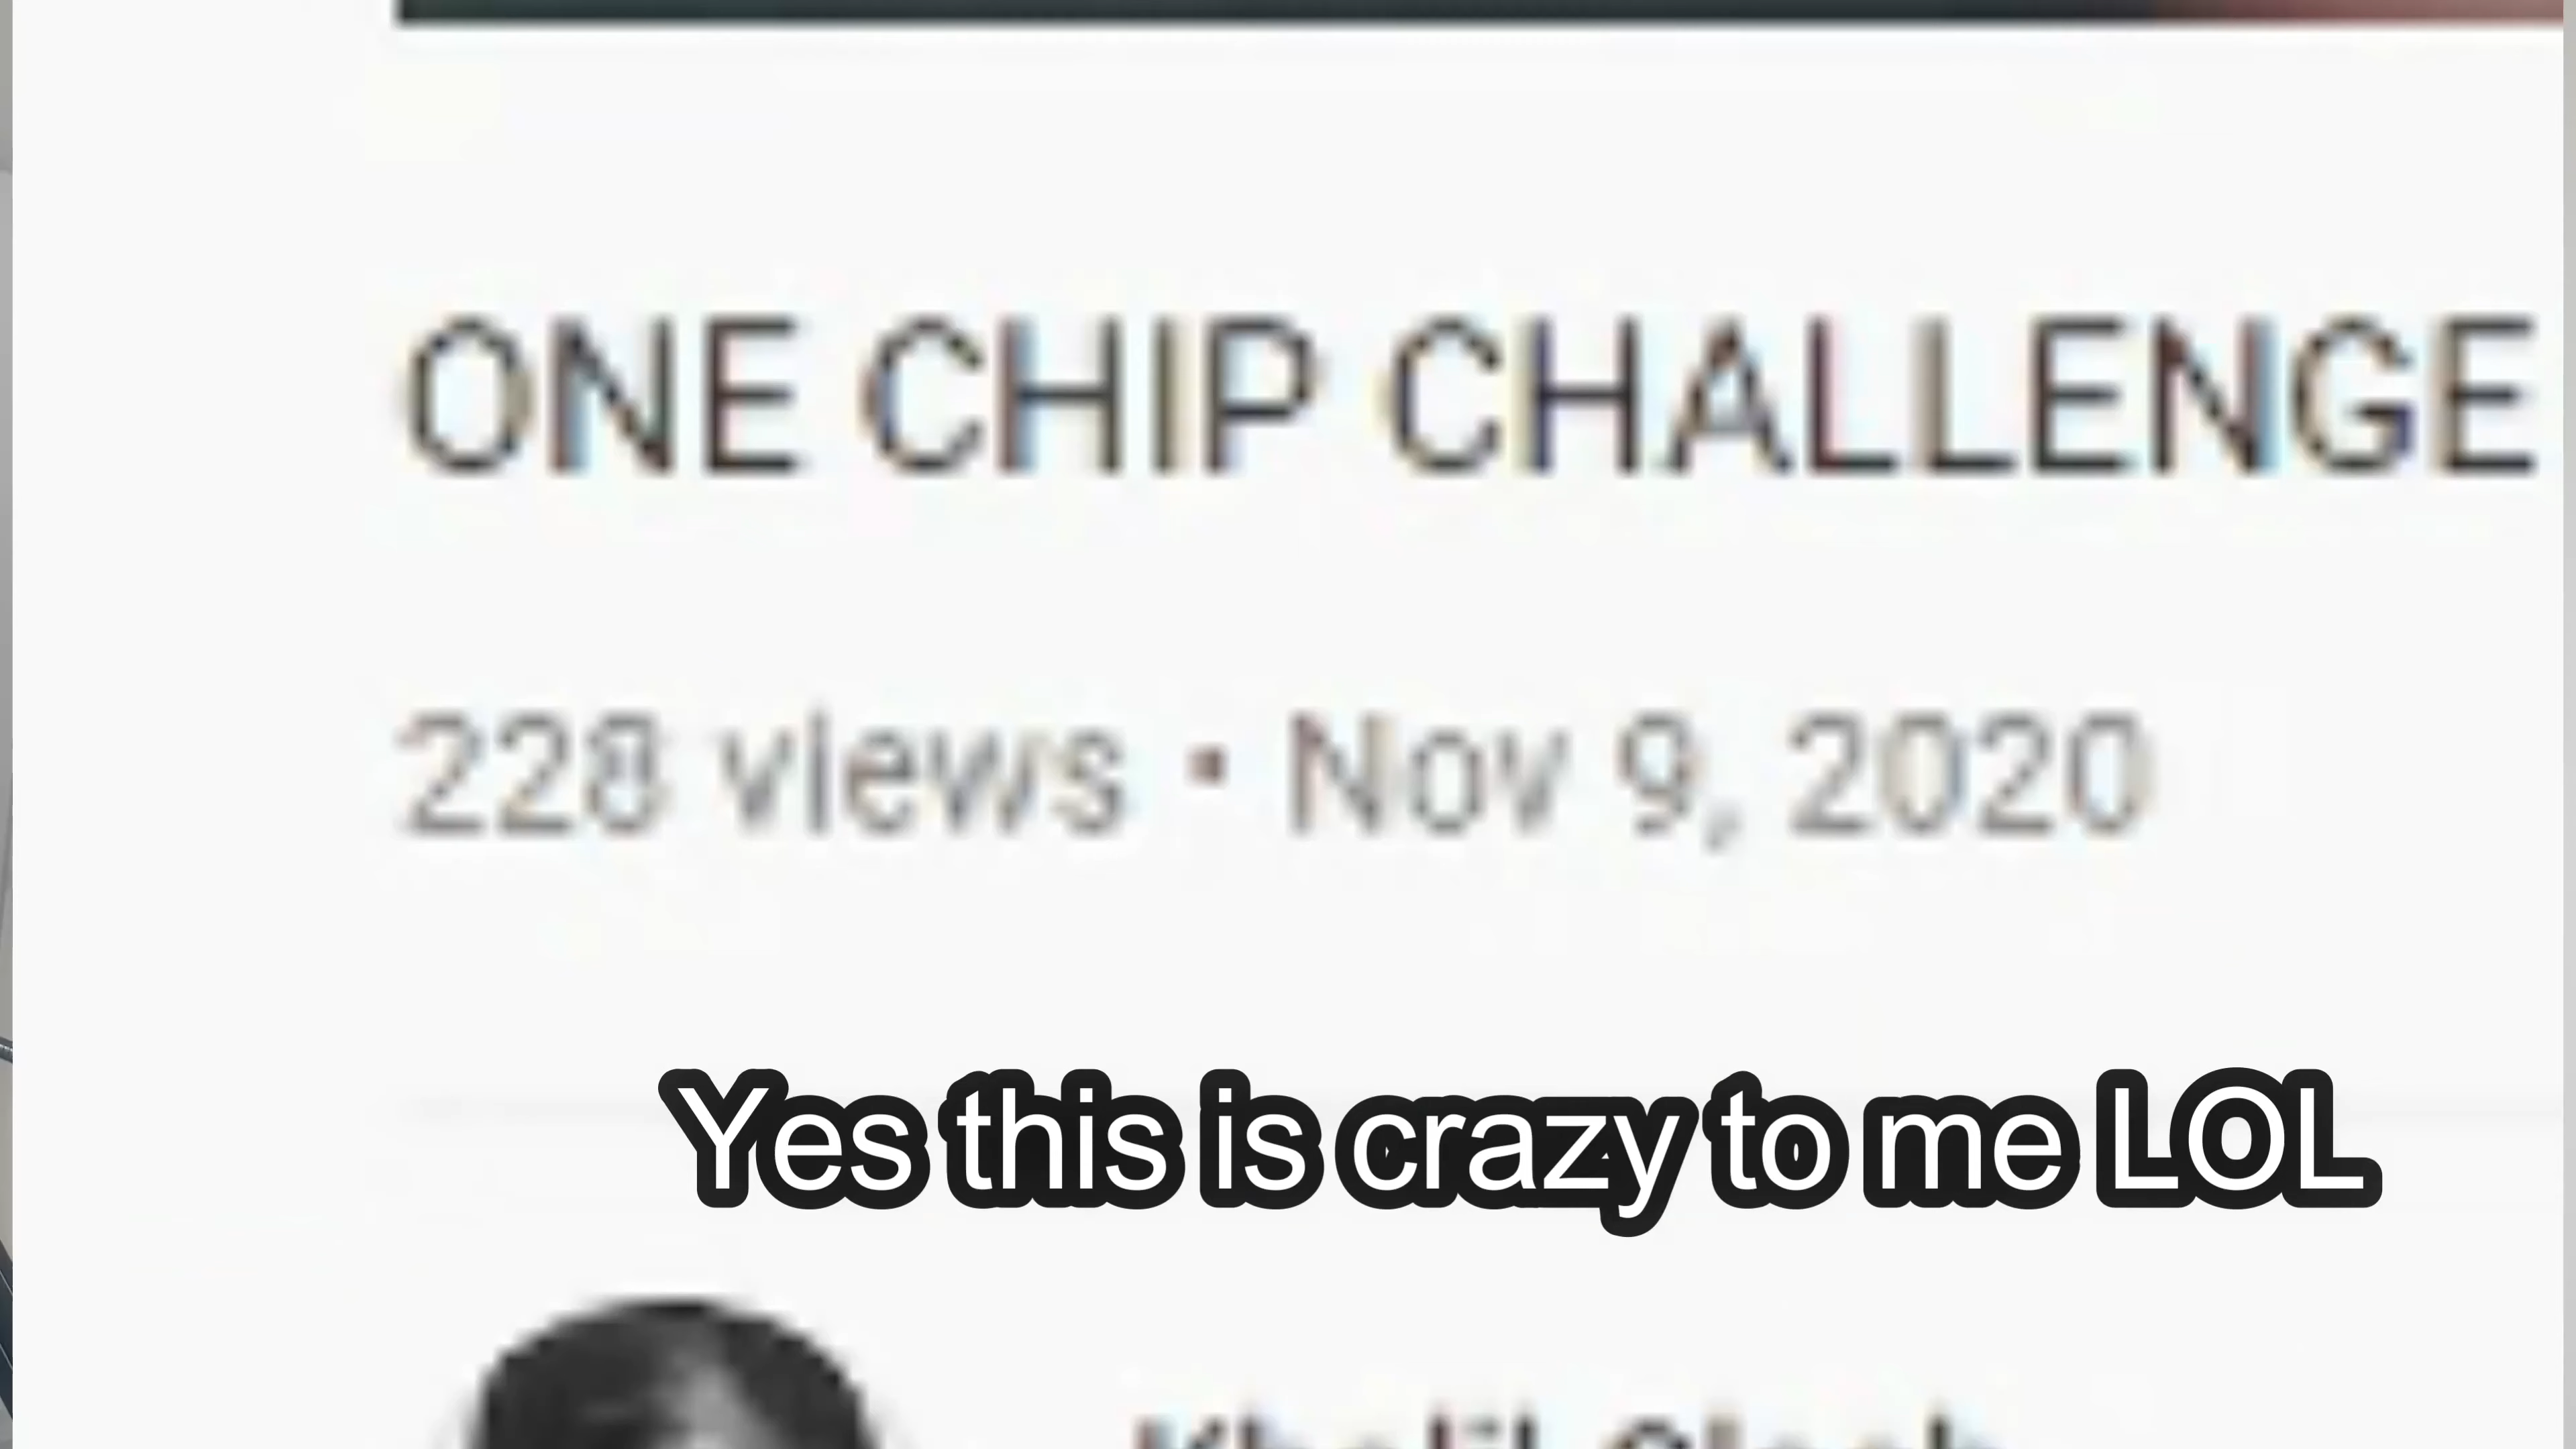 ONE CHIP CHALLENGE
228 views • Nov 9, 2020
Yes this is crazy to me LOL